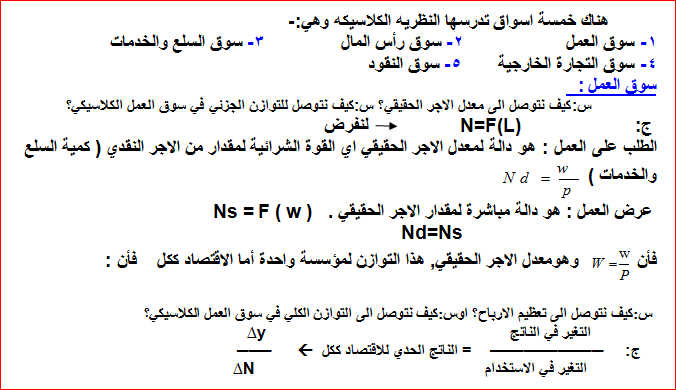 هناك خمسة اسواق تدرسها النظريه الكلاسيكه وهي:-
١- سوق العمل ٢- سوق رأس المال ٣- سوق السلع والخدمات
٤- سوق التجارة الخارجية ٥- سوق النقود
سوق العمل :
س:كيف نتوصل الى معدل الاجر الحقيقي؟ س:كيف نتوصل للتوازن الجزئي في سوق العمل الكلاسيكي؟
ج: N=F(L) ← لنفرض
الطلب على العمل : هو دالة لمعدل الاجر الحقيقي اي القوة الشرائية لمقدار من الاجر النقدي ( كمية السلع
والخدمات ) N d = w/p
عرض العمل : هو دالة مباشرة لمقدار الاجر الحقيقي . Ns = F ( w )
Nd=Ns
فأن W = w/P وهومعدل الاجر الحقيقي, هذا التوازن لمؤسسة واحدة أما الاقتصاد ككل فأن :
س:كيف نتوصل الى تعظيم الارباح؟ اوس:كيف نتوصل الى التوازن الكلي في سوق العمل الكلاسيكي؟
التغير في الناتج ∆y
ج: ــــــــ = الناتج الحدي للاقتصاد ككل ← ــــــــ
التغير في الاستخدام ∆N